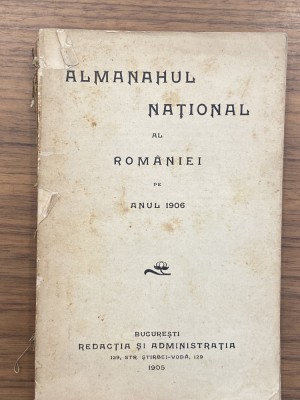 ALMANAHUL
NAȚIONAL
AL
ROMÂNIEI
PE
ANUL 1906
BUCUREȘTI
REDACȚIA ȘI ADMINISTRAȚIA
129, STR. ȘTIRBEI-VODĂ, 129
1905